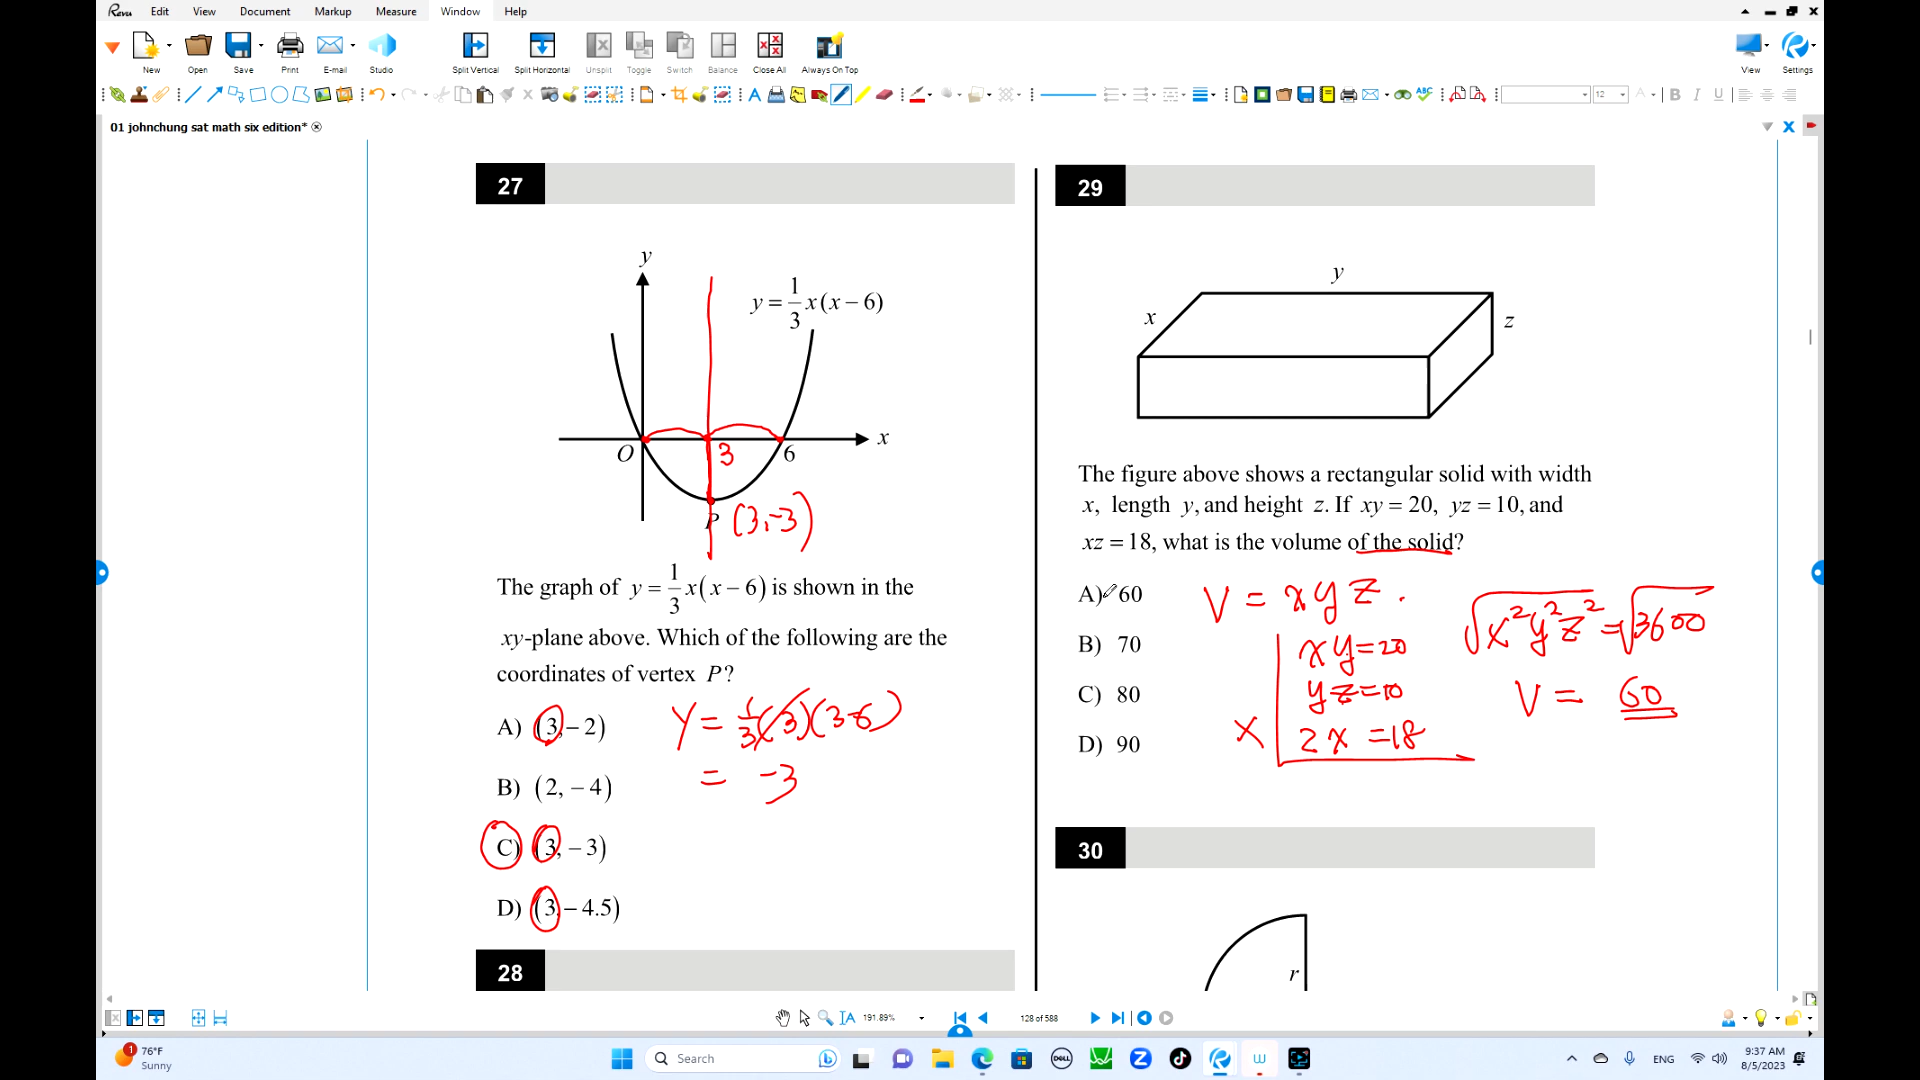 Revu Edit View Document Markup Measure Window Help
New Open Save Print E-mail Studio Split Vertical Split Horizontal Unsplit Toggle Switch Balance Close All Always On Top View Settings
12
01 johnchung sat math six edition*
27
y
y = 1/3 x(x − 6)
O
3
6
x
P
(3,-3)
The graph of y = 1/3 x(x − 6) is shown in the
xy-plane above. Which of the following are the
coordinates of vertex P?
A) (3, − 2)
B) (2, − 4)
C) (3, − 3)
D) (3, − 4.5)
y = 1/3(3)(3-6)
= -3
28
29
y
x
z
The figure above shows a rectangular solid with width
x, length y, and height z. If xy = 20, yz = 10, and
xz = 18, what is the volume of the solid?
A) 60
B) 70
C) 80
D) 90
V = xyz.
xy=20
yz=10
X
zx =18
√x²y²z² = √3600
V = 60
30
r
191.89%
128 of 588
1
76°F
Sunny
Search
DELL
ENG
9:37 AM
8/5/2023